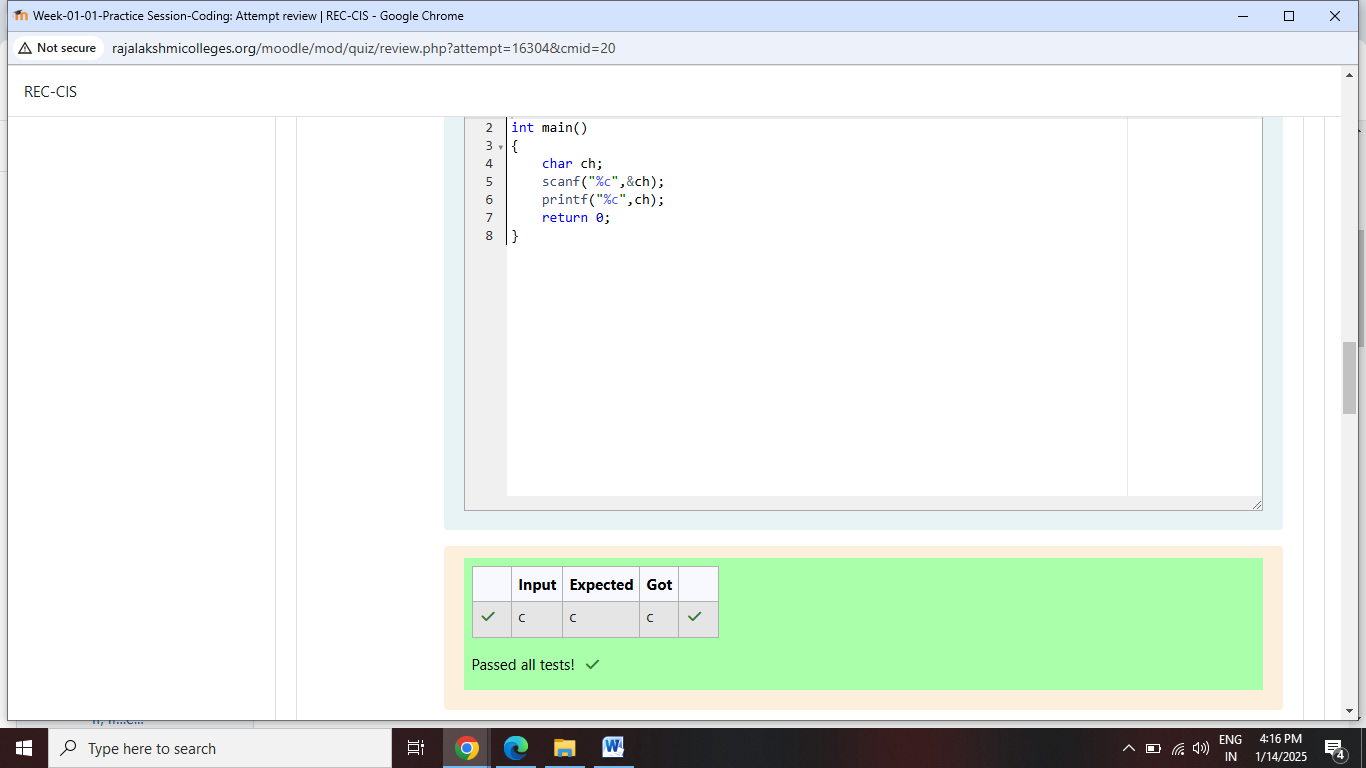 Week-01-01-Practice Session-Coding: Attempt review | REC-CIS - Google Chrome
Not secure rajalakshmicolleges.org/moodle/mod/quiz/review.php?attempt=16304&cmid=20
REC-CIS
2 int main()
3 {
4 char ch;
5 scanf("%c",&ch);
6 printf("%c",ch);
7 return 0;
8 }
Input Expected Got
C C C
Passed all tests!
Type here to search
ENG 4:16 PM
IN 1/14/2025 4